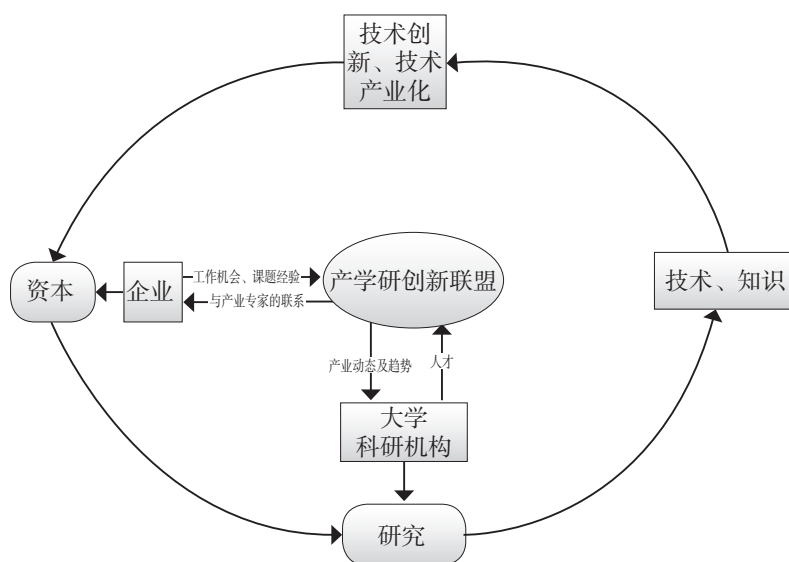 技术创
新、技术
产业化
资本
企业
工作机会、课题经验
与产业专家的联系
产学研创新联盟
技术、知识
产业动态及趋势
人才
大学
科研机构
研究